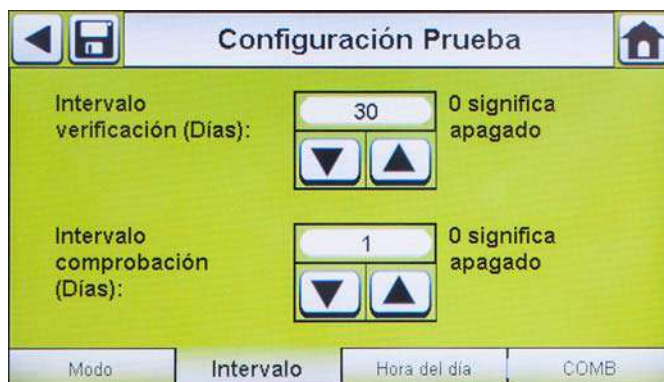 Configuración Prueba
Intervalo
verificación (Días):
30
0 significa
apagado
Intervalo
comprobación
(Días):
1
0 significa
apagado
Modo
Intervalo
Hora del día
COMB